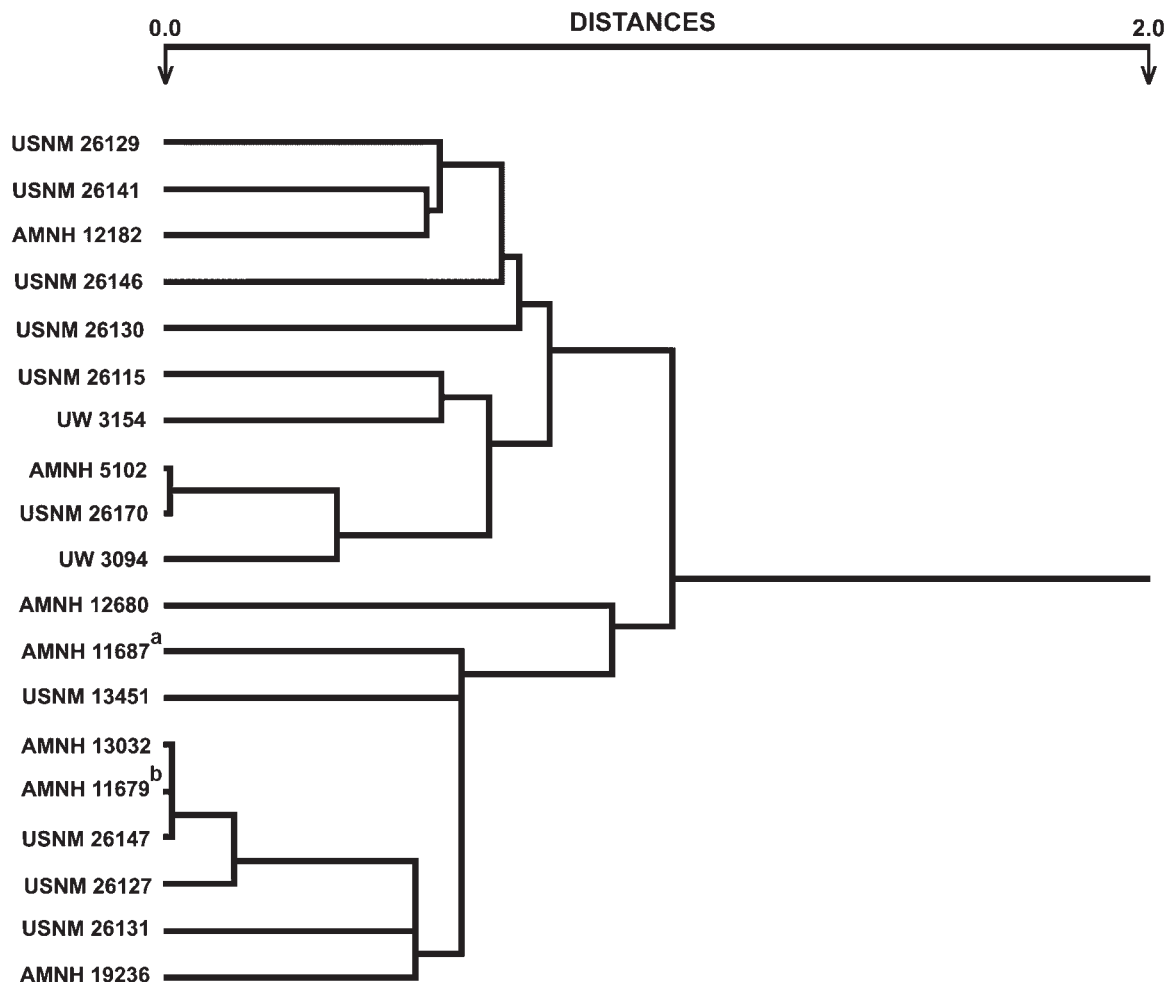 DISTANCES
0.0 2.0
USNM 26129
USNM 26141
AMNH 12182
USNM 26146
USNM 26130
USNM 26115
UW 3154
AMNH 5102
USNM 26170
UW 3094
AMNH 12680
AMNH 11687a
USNM 13451
AMNH 13032
AMNH 11679b
USNM 26147
USNM 26127
USNM 26131
AMNH 19236